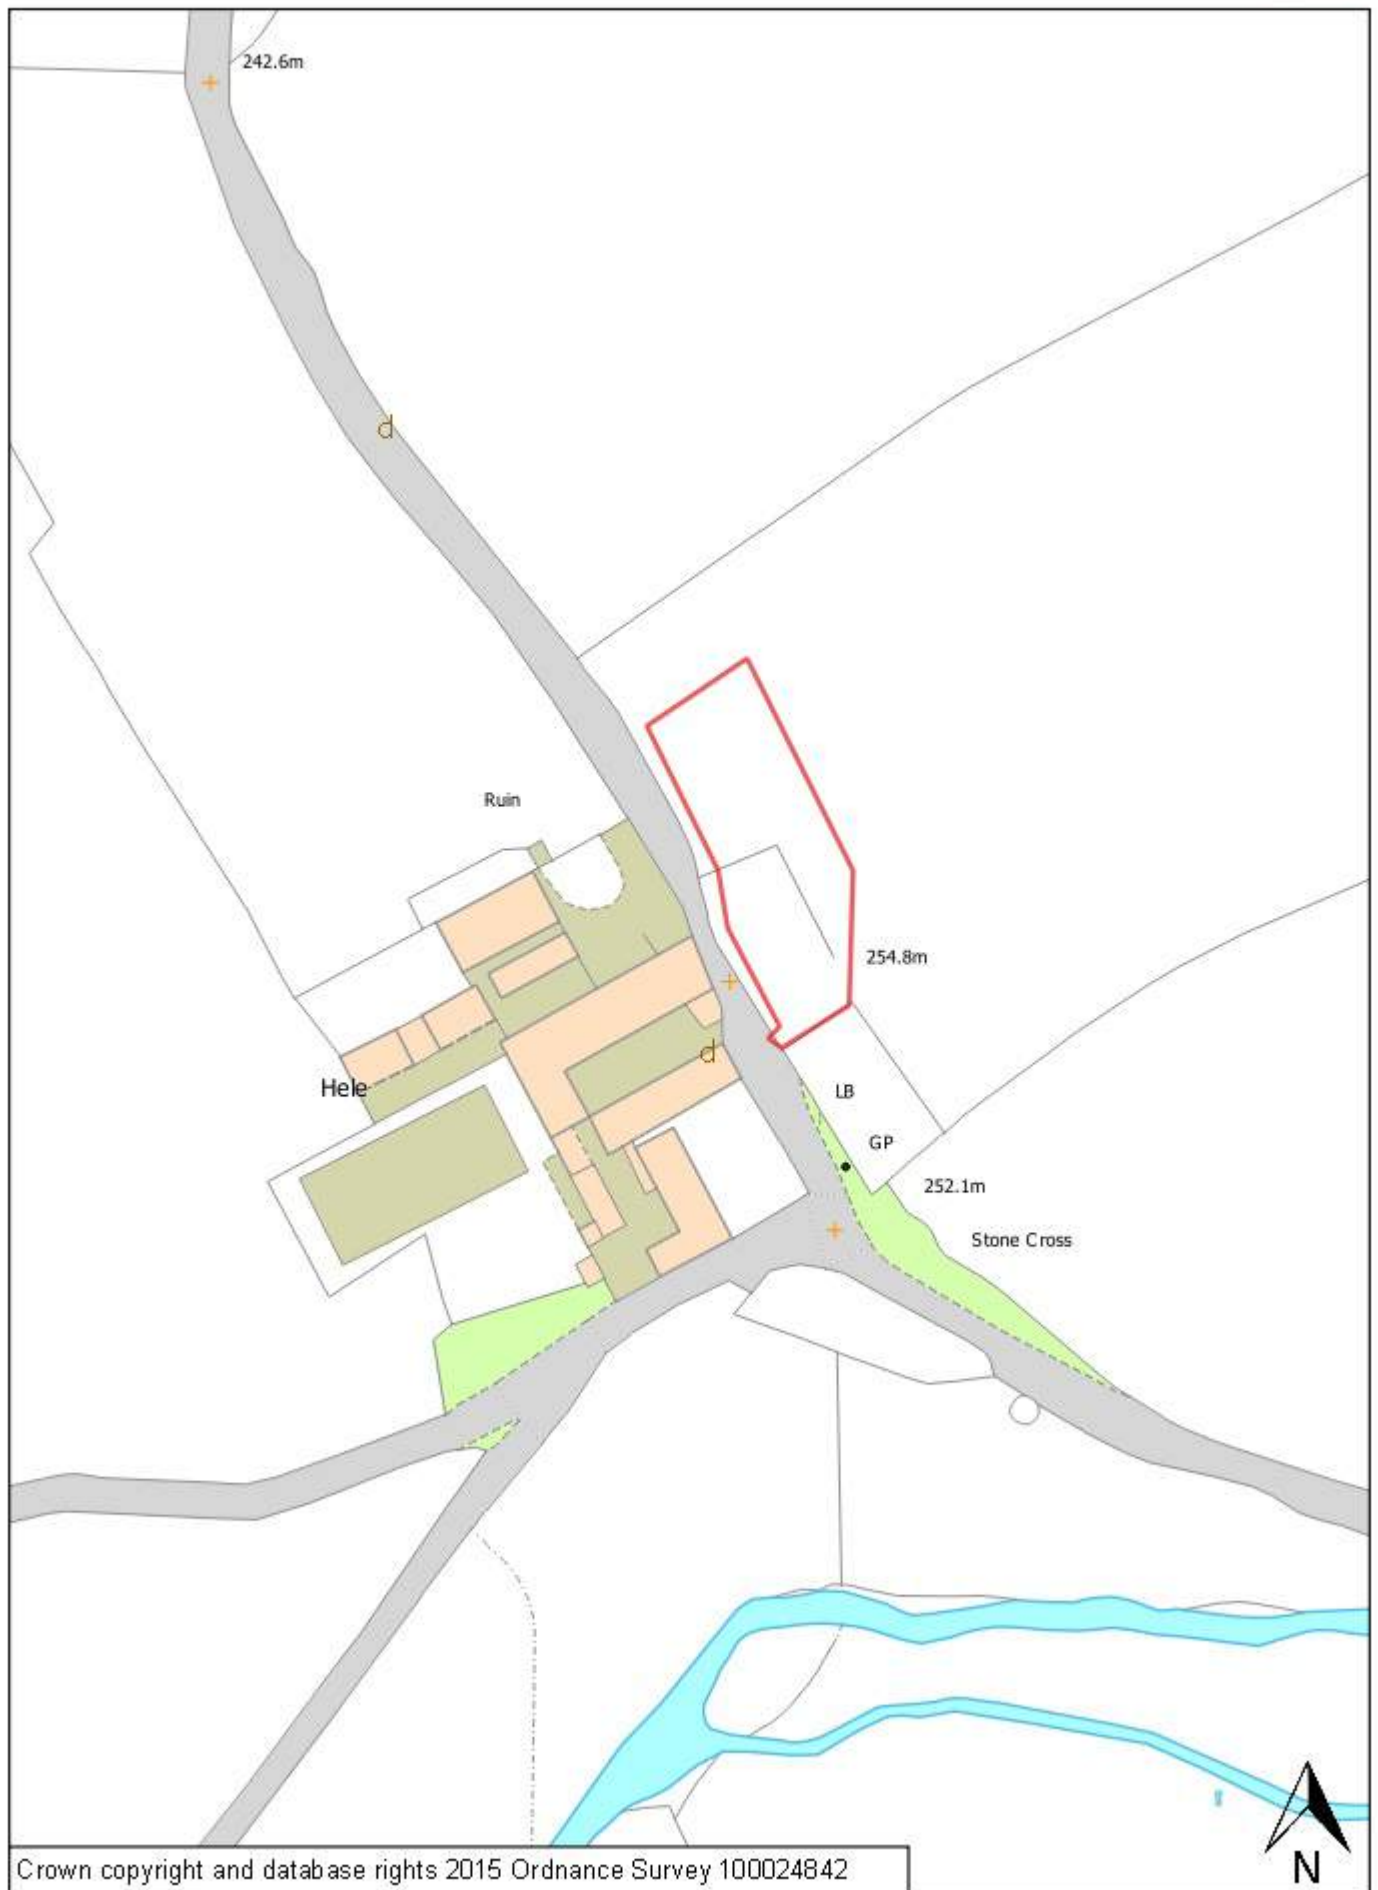 242.6m
d
Ruin
254.8m
d
Hele
LB
GP
252.1m
Stone Cross
Crown copyright and database rights 2015 Ordnance Survey 100024842
N